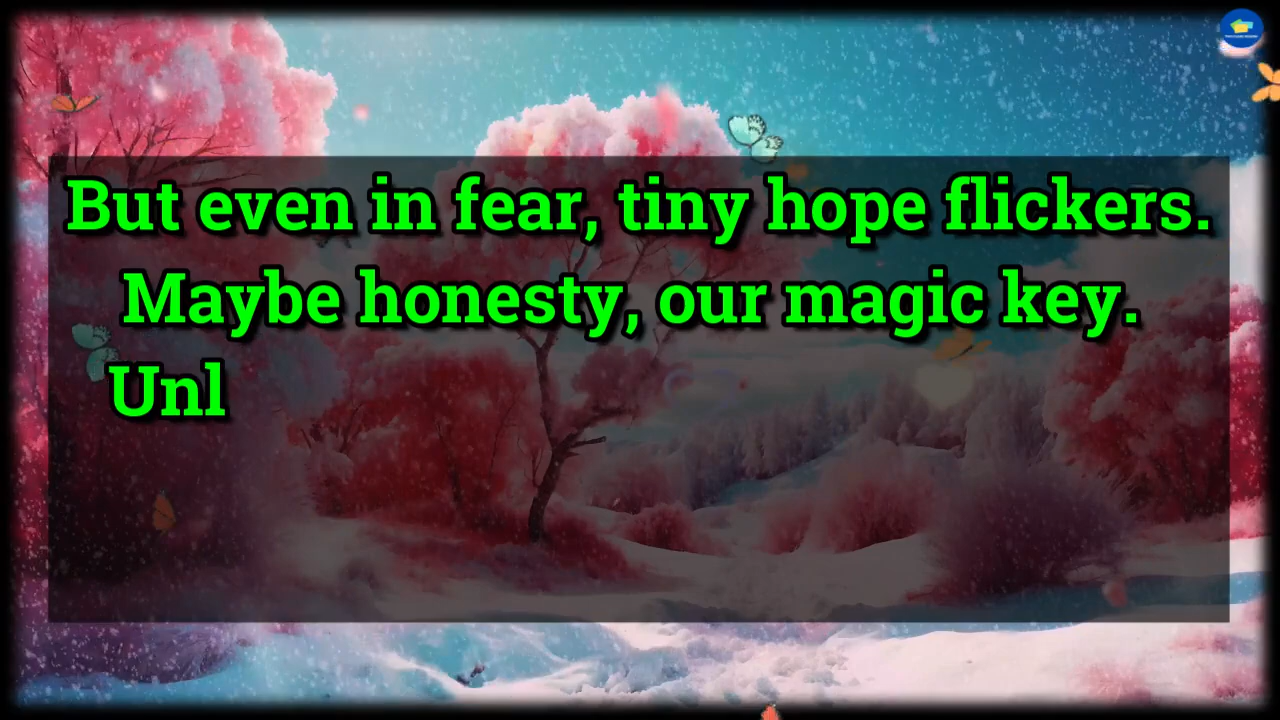 But even in fear, tiny hope flickers.
Maybe honesty, our magic key.
Unl